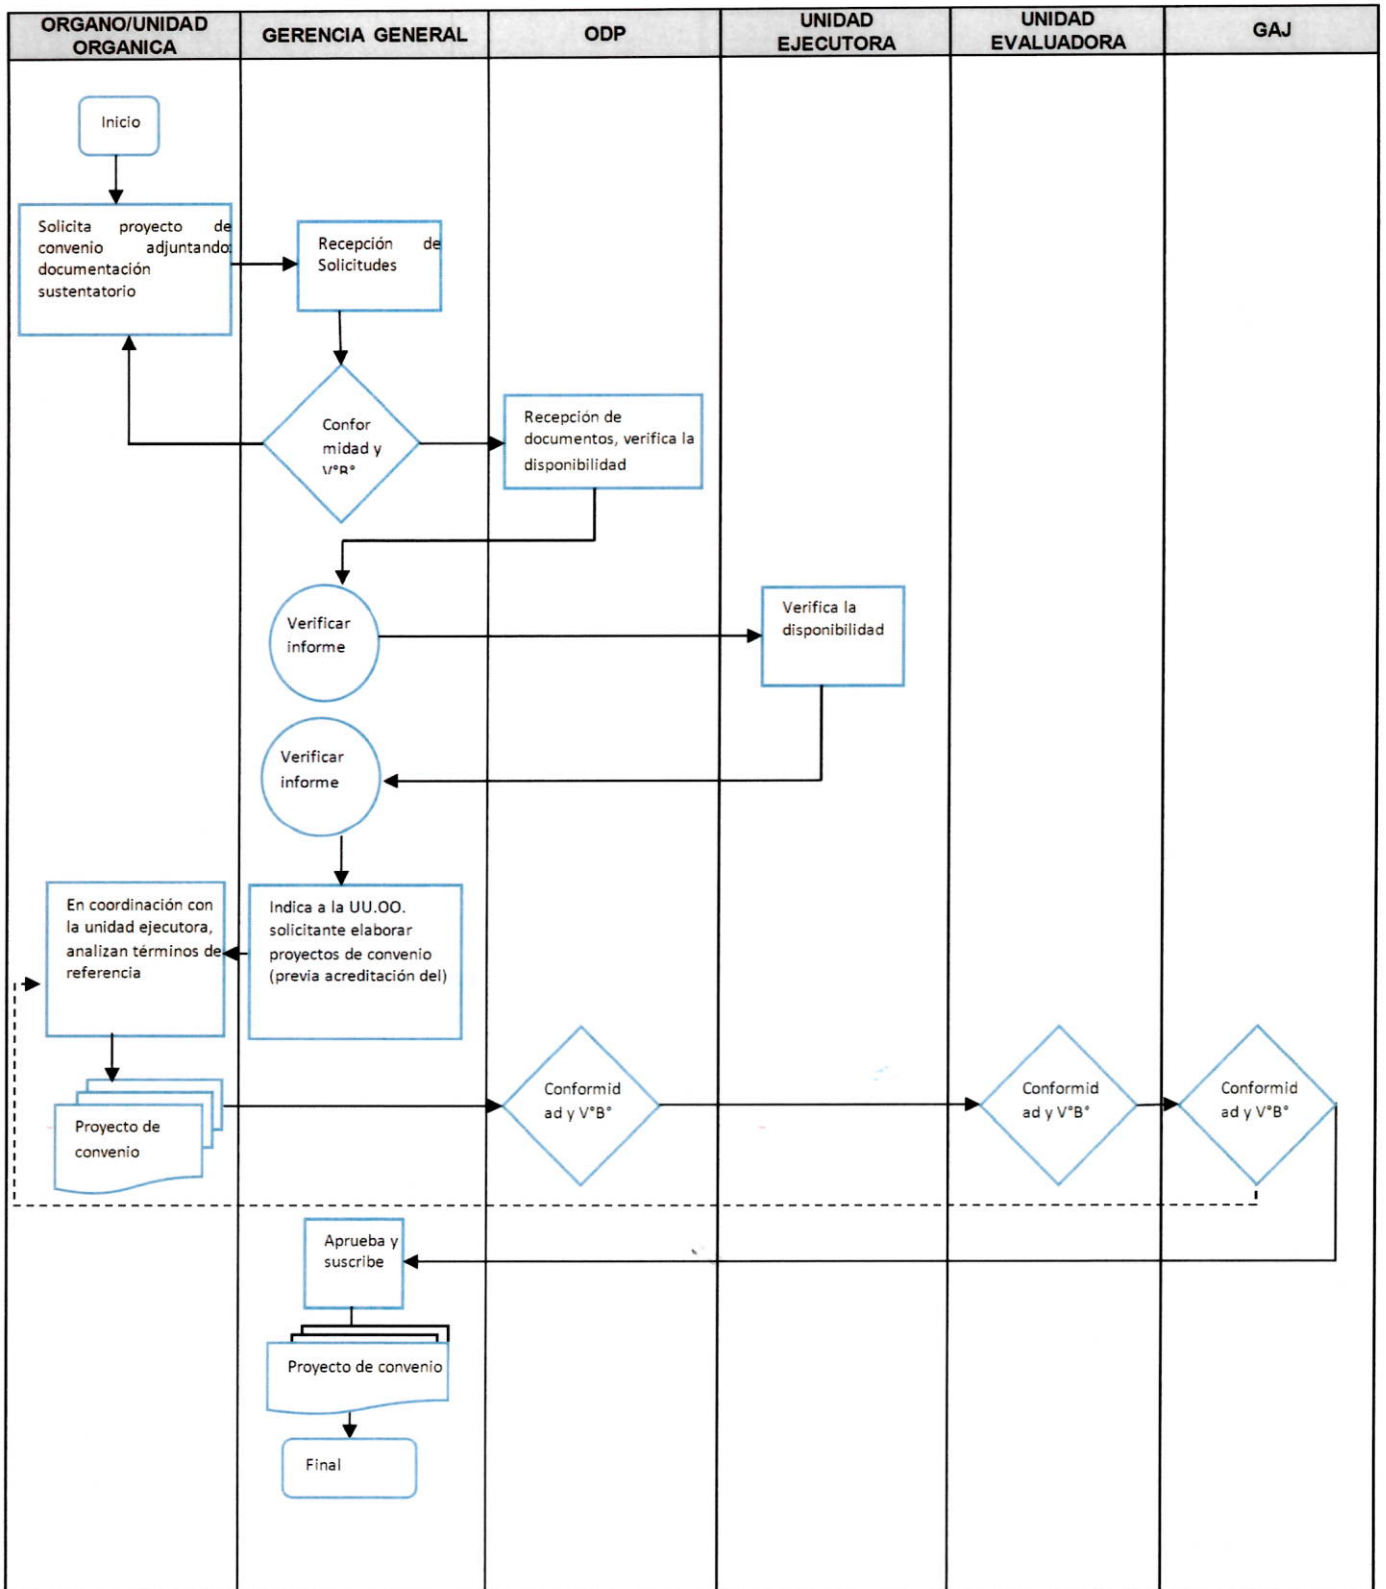 ORGANO/UNIDAD
ORGANICA
GERENCIA GENERAL
ODP
UNIDAD
EJECUTORA
UNIDAD
EVALUADORA
GAJ
Inicio
Solicita proyecto de
convenio adjuntando:
documentación
sustentatorio
Recepción de
Solicitudes
Confor
midad y
V°B°
Recepción de
documentos, verifica la
disponibilidad
Verificar
informe
Verifica la
disponibilidad
Verificar
informe
En coordinación con
la unidad ejecutora,
analizan términos de
referencia
Indica a la UU.OO.
solicitante elaborar
proyectos de convenio
(previa acreditación del)
Proyecto de
convenio
Conformid
ad y V°B°
Conformid
ad y V°B°
Conformid
ad y V°B°
Aprueba y
suscribe
Proyecto de convenio
Final